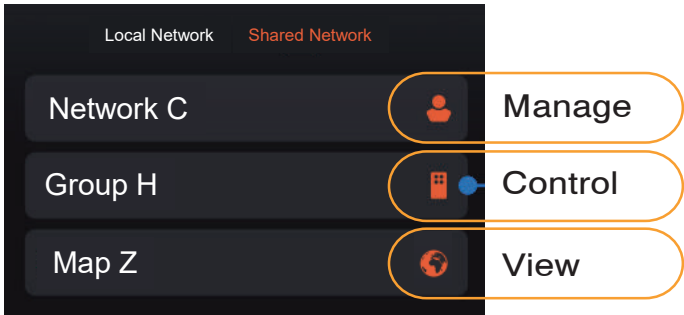 Local Network Shared Network
Network C Manage
Group H Control
Map Z View